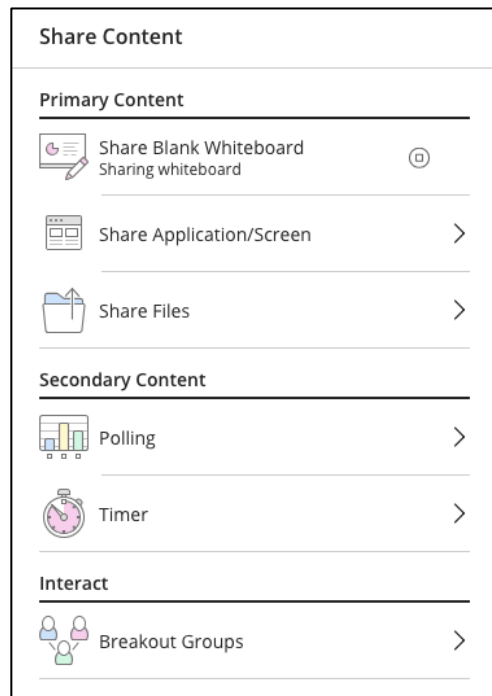 Share Content
Primary Content
Share Blank Whiteboard
Sharing whiteboard
Share Application/Screen
Share Files
Secondary Content
Polling
Timer
Interact
Breakout Groups